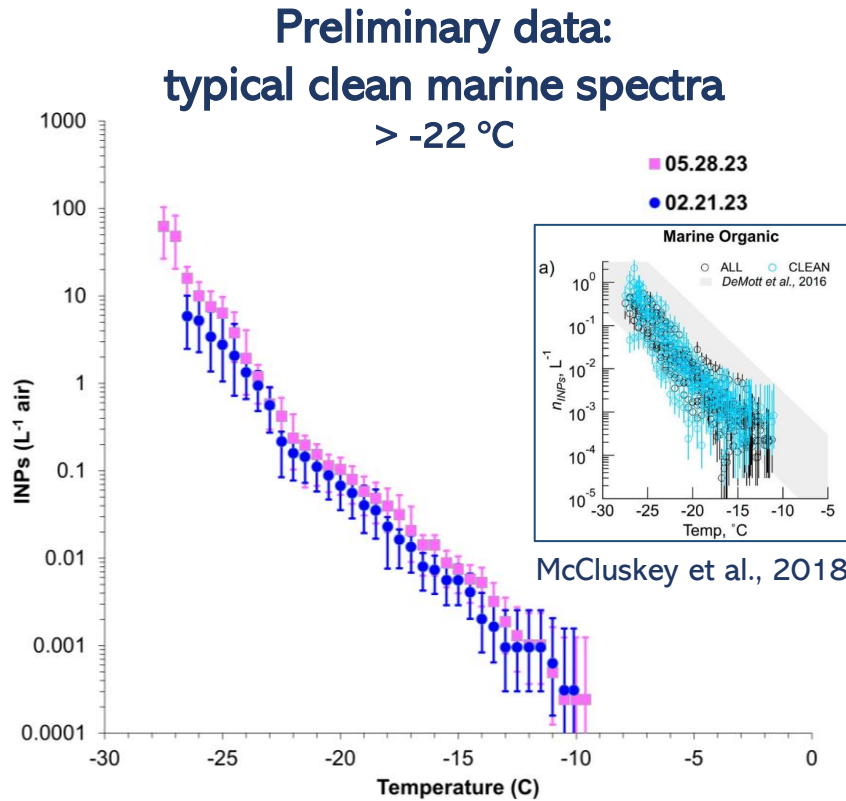 Preliminary data:
typical clean marine spectra
> -22 °C
1000
100
10
1
0.1
0.01
0.001
0.0001
INPs (L⁻¹ air)
-30
-25
-20
-15
-10
-5
0
Temperature (C)
05.28.23
02.21.23
Marine Organic
a)
ALL
CLEAN
DeMott et al., 2016
10⁰
10⁻¹
10⁻²
10⁻³
10⁻⁴
10⁻⁵
nINPs, L⁻¹
-30
-25
-20
-15
-10
-5
Temp, ˚C
McCluskey et al., 2018